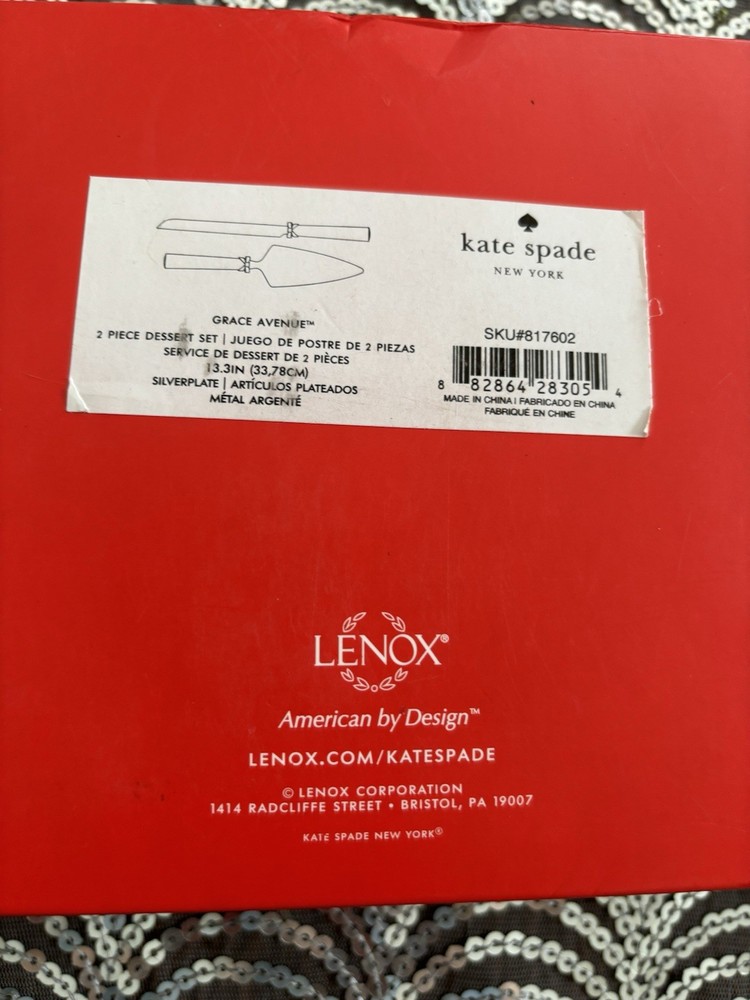 kate spade
NEW YORK
GRACE AVENUE™
2 PIECE DESSERT SET | JUEGO DE POSTRE DE 2 PIEZAS
SERVICE DE DESSERT DE 2 PIÈCES
13.3IN (33,78CM)
SILVERPLATE | ARTÍCULOS PLATEADOS
MÉTAL ARGENTÉ
SKU#817602
8 82864 28305 4
MADE IN CHINA | FABRICADO EN CHINA
FABRIQUÉ EN CHINE
LENOX®
American by Design™
LENOX.COM/KATESPADE
© LENOX CORPORATION
1414 RADCLIFFE STREET • BRISTOL, PA 19007
KATE SPADE NEW YORK®